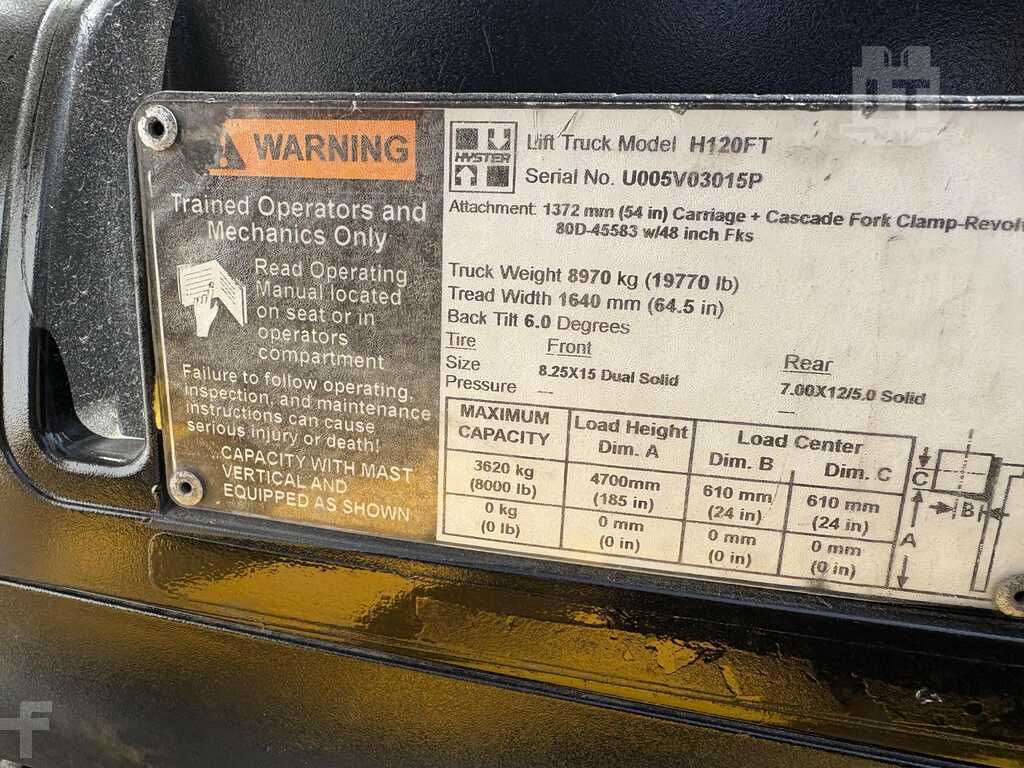 WARNING
Trained Operators and
Mechanics Only
Read Operating
Manual located
on seat or in
operators
compartment
Failure to follow operating,
inspection, and maintenance
instructions can cause
serious injury or death!
CAPACITY WITH MAST
VERTICAL AND
EQUIPPED AS SHOWN
HYSTER
Lift Truck Model H120FT
Serial No. U005V03015P
Attachment: 1372 mm (54 in) Carriage + Cascade Fork Clamp-Revolv
80D-45583 w/48 inch Fks
Truck Weight 8970 kg (19770 lb)
Tread Width 1640 mm (64.5 in)
Back Tilt 6.0 Degrees
Tire Front Rear
Size 8.25X15 Dual Solid 7.00X12/5.0 Solid
Pressure — —
MAXIMUM CAPACITY Load Height Dim. A Load Center Dim. B Dim. C
3620 kg (8000 lb) 4700mm (185 in) 610 mm (24 in) 610 mm (24 in)
0 kg (0 lb) 0 mm (0 in) 0 mm (0 in) 0 mm (0 in)
C
B
A
LT
F